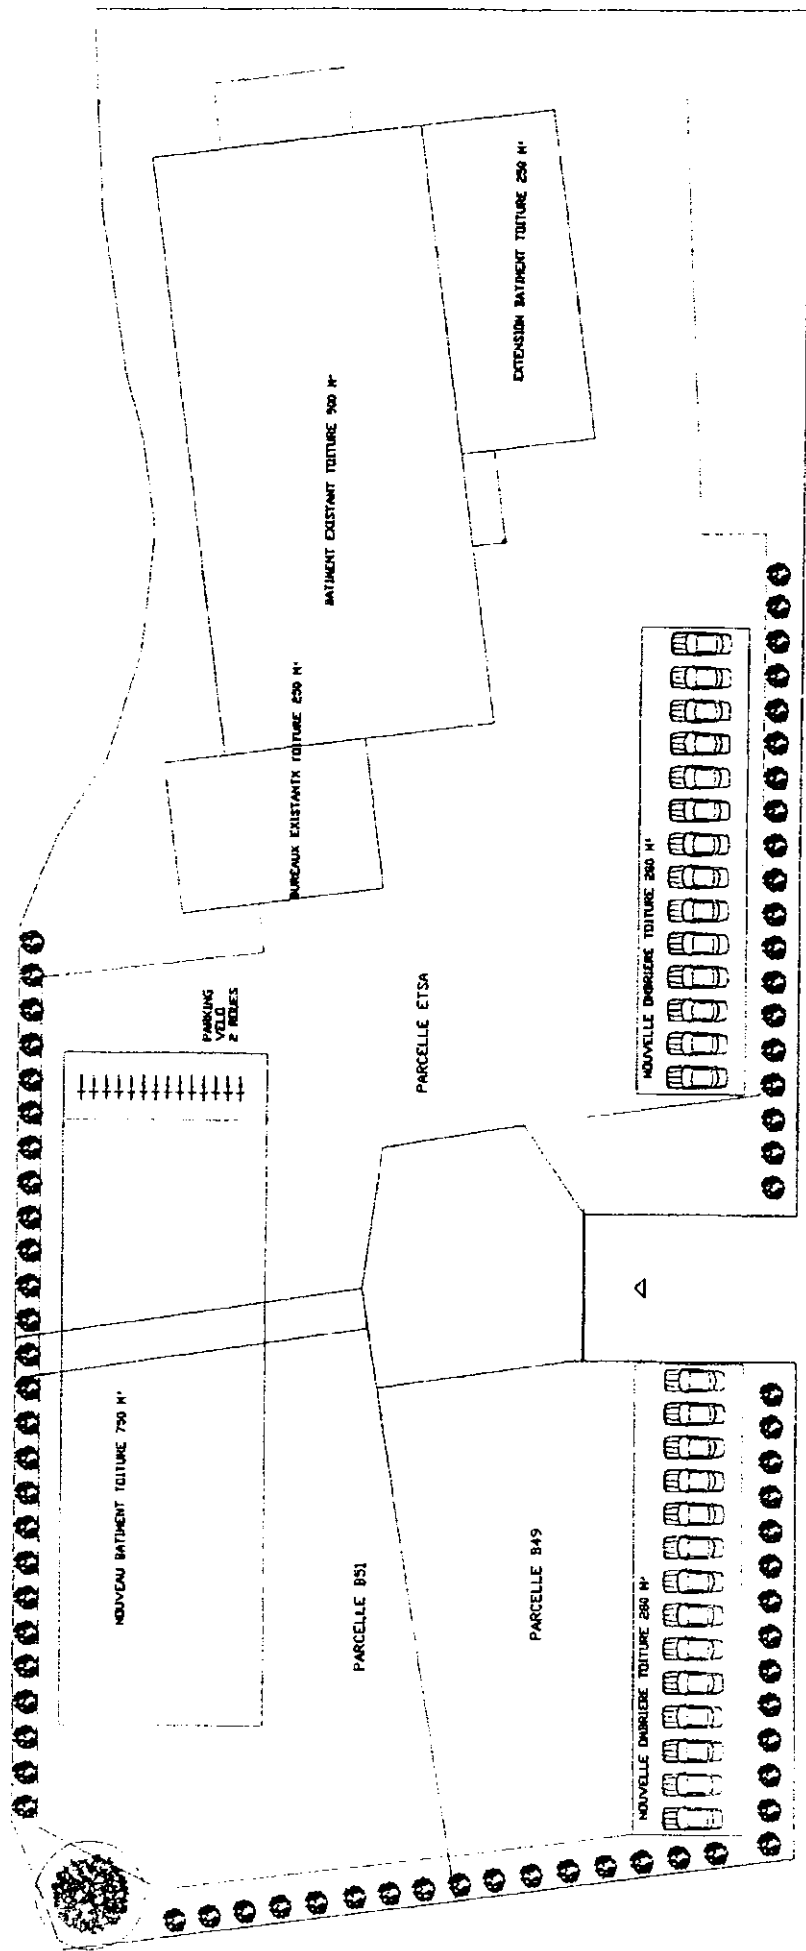 EXTENSION BATIMENT TOITURE 250 M²
BATIMENT EXISTANT TOITURE 900 M²
BUREAUX EXISTANTX TOITURE 250 M²
NOUVELLE OMBRIERE TOITURE 280 M²
PARKING
VELO
2 ROUES
PARCELLE ETSA
NOUVEAU BATIMENT TOITURE 750 M²
PARCELLE B51
PARCELLE B49
NOUVELLE OMBRIERE TOITURE 280 M²